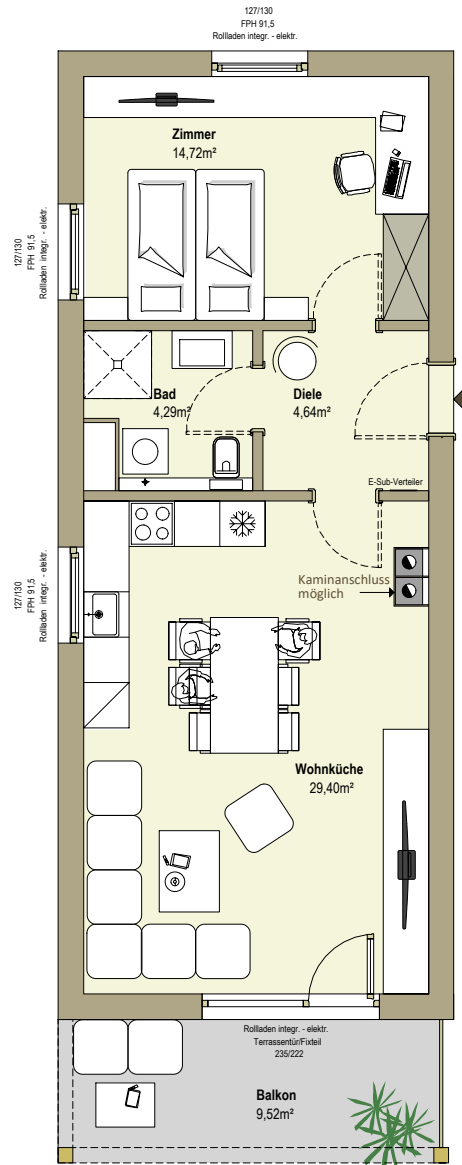 127/130
FPH 91,5
Rollladen integr. - elektr.
Zimmer
14,72m²
127/130
FPH 91,5
Rollladen integr. - elektr.
Bad
4,29m²
Diele
4,64m²
E-Sub-Verteiler
127/130
FPH 91,5
Rollladen integr. - elektr.
Kaminanschluss
möglich
Wohnküche
29,40m²
Rollladen integr. - elektr.
Terrassentür/Fixteil
235/222
Balkon
9,52m²